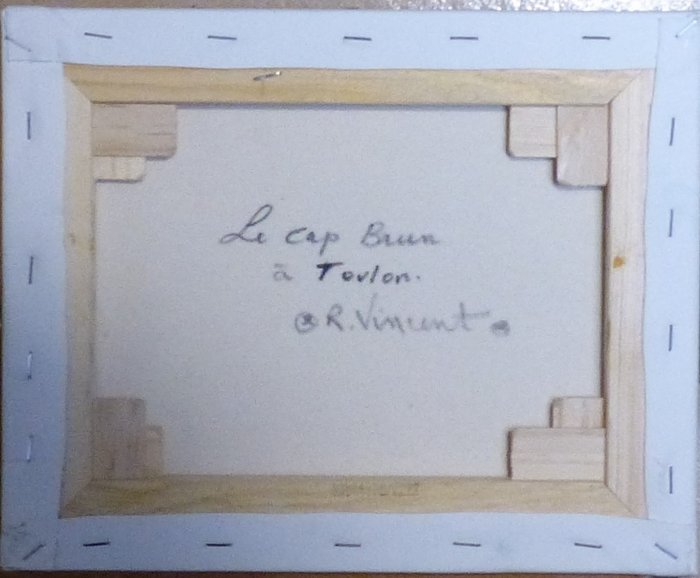 Le Cap Brun
à Toulon.
R. Vincent